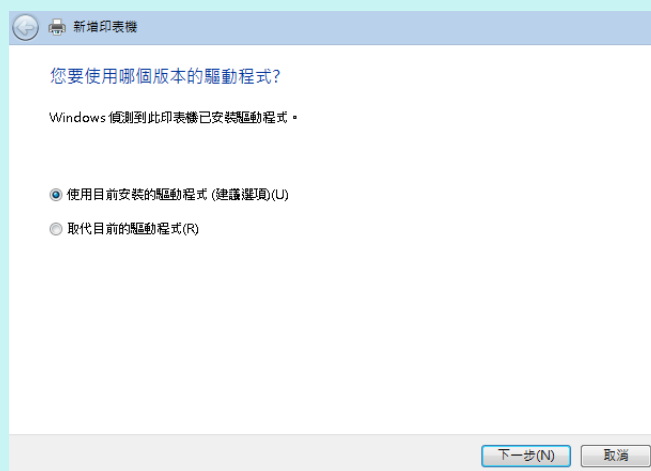 新增印表機
您要使用哪個版本的驅動程式?
Windows 偵測到此印表機已安裝驅動程式。
使用目前安裝的驅動程式 (建議選項)(U)
取代目前的驅動程式(R)
下一步(N)
取消